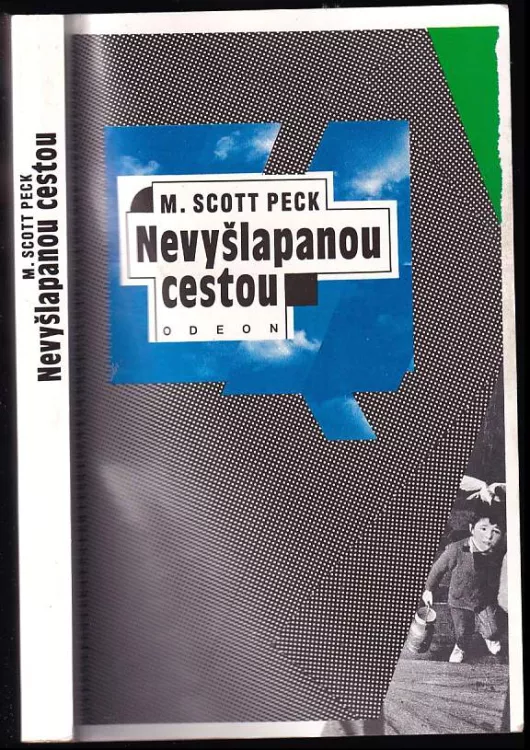 M. SCOTT PECK
Nevyšlapanou cestou
M. SCOTT PECK
Nevyšlapanou
cestou
ODEON